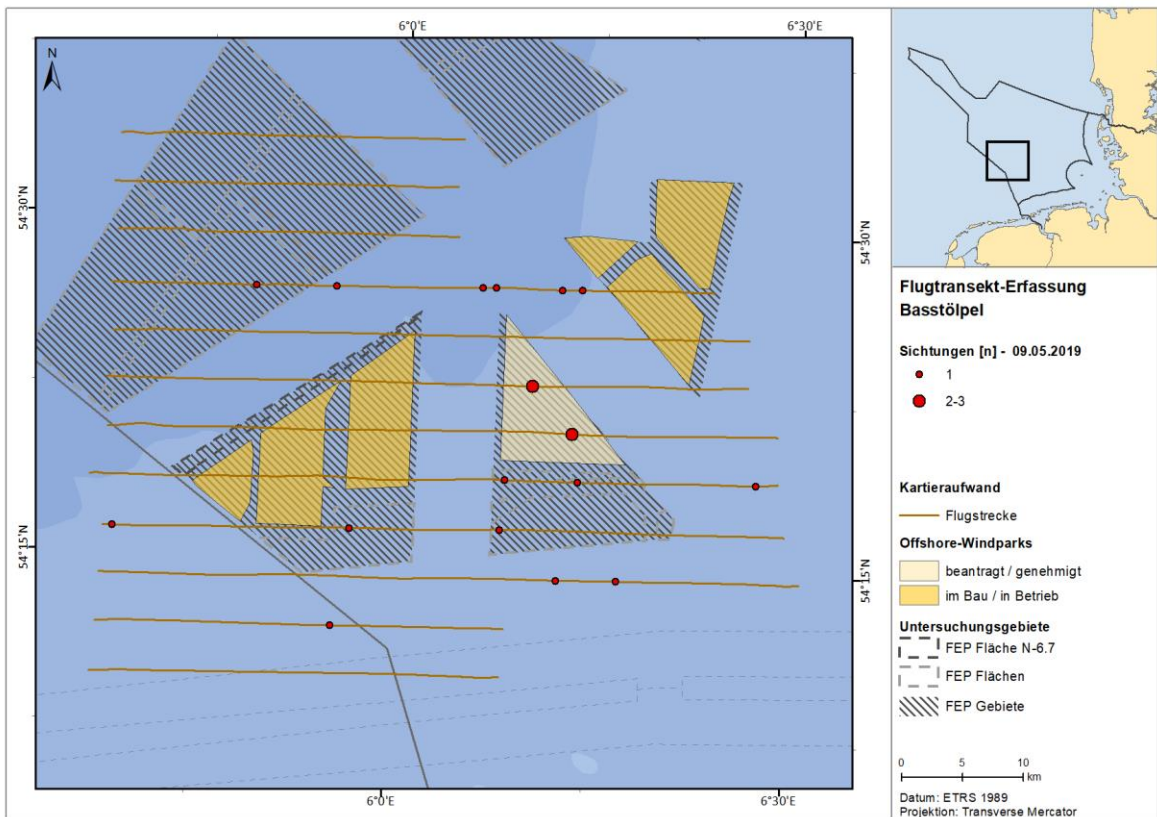 6°0'E
6°30'E
N
54°30'N
54°30'N
54°15'N
54°15'N
6°0'E
6°30'E
Flugtransekt-Erfassung
Basstölpel
Sichtungen [n] - 09.05.2019
1
2-3
Kartieraufwand
Flugstrecke
Offshore-Windparks
beantragt / genehmigt
im Bau / in Betrieb
Untersuchungsgebiete
FEP Fläche N-6.7
FEP Flächen
FEP Gebiete
0 5 10
km
Datum: ETRS 1989
Projektion: Transverse Mercator